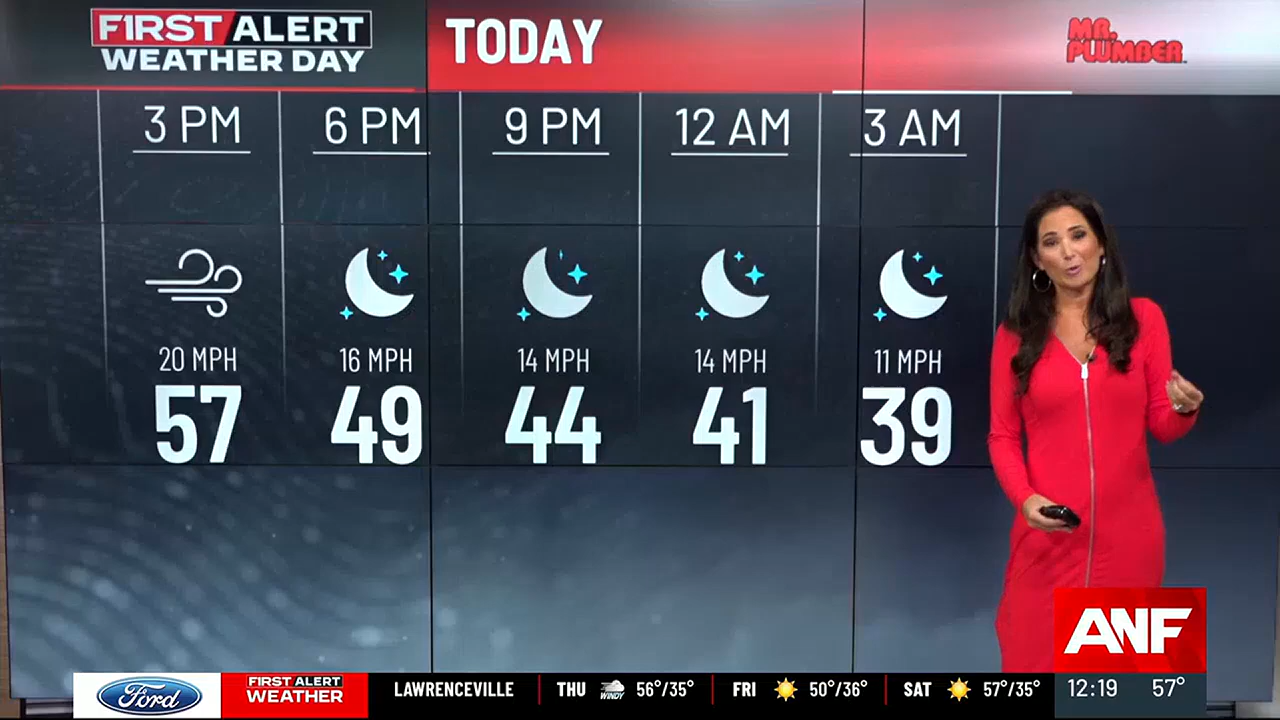 F1RST ALERT
WEATHER DAY
TODAY
MR.
PLUMBER
3 PM
6 PM
9 PM
12 AM
3 AM
20 MPH
16 MPH
14 MPH
14 MPH
11 MPH
57
49
44
41
39
ANF
Ford
FIRST ALERT
WEATHER
LAWRENCEVILLE
THU
WINDY
56°/35°
FRI
50°/36°
SAT
57°/35°
12:19
57°